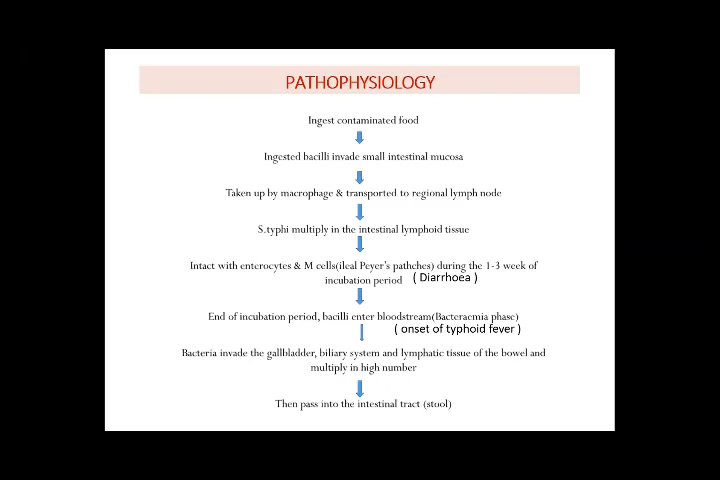 PATHOPHYSIOLOGY
Ingest contaminated food
Ingested bacilli invade small intestinal mucosa
Taken up by macrophage & transported to regional lymph node
S.typhi multiply in the intestinal lymphoid tissue
Intact with enterocytes & M cells(ileal Peyer's pathches) during the 1-3 week of
incubation period ( Diarrhoea )
End of incubation period, bacilli enter bloodstream(Bacteraemia phase)
( onset of typhoid fever )
Bacteria invade the gallbladder, biliary system and lymphatic tissue of the bowel and
multiply in high number
Then pass into the intestinal tract (stool)